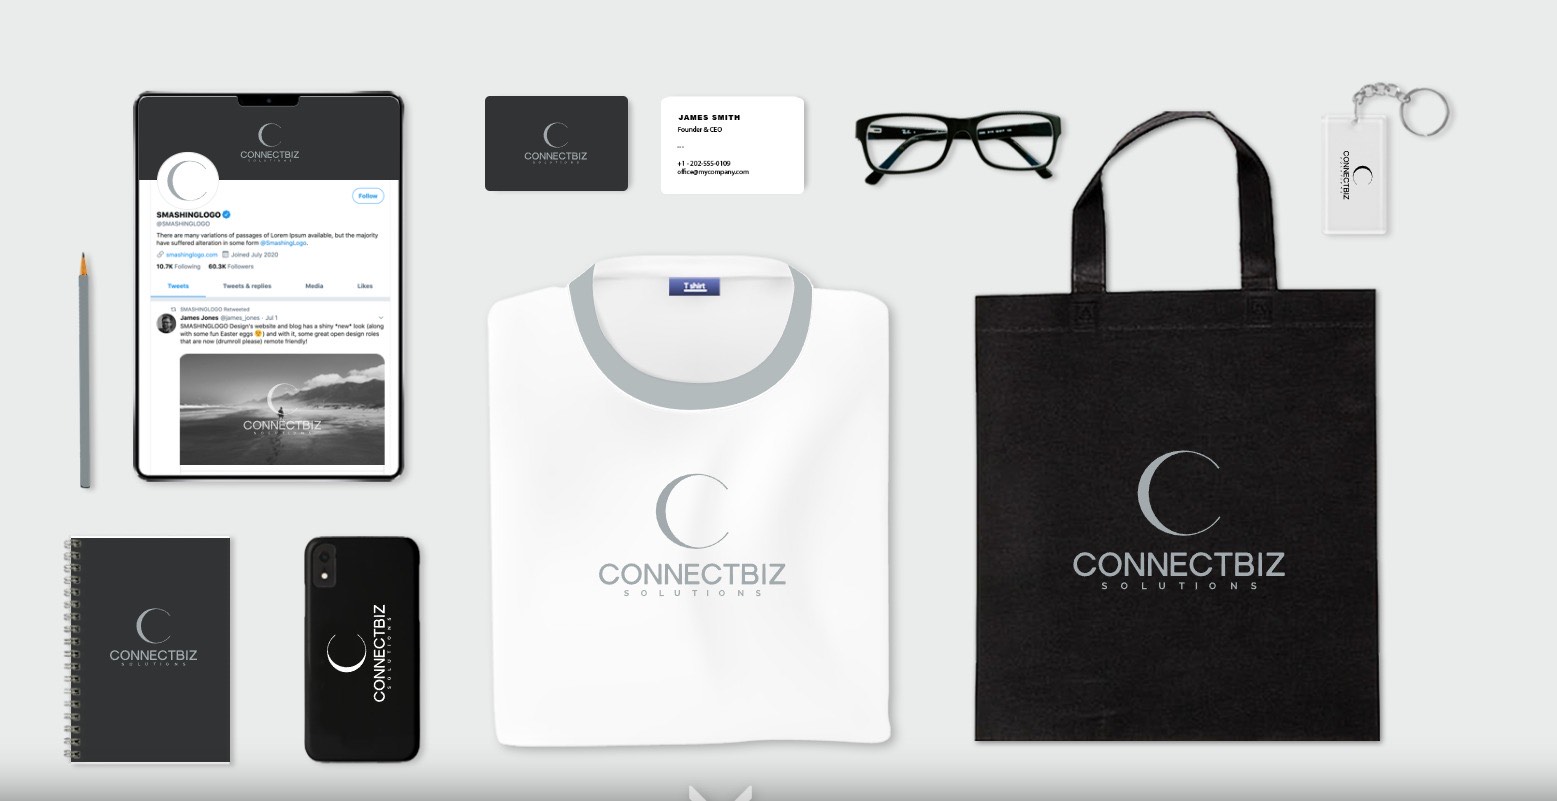 CONNECTBIZ
SOLUTIONS
Follow
SMASHINGLOGO
@SMASHINGLOGO
There are many variations of passages of Lorem Ipsum available, but the majority
have suffered alteration in some form @SmashingLogo.
smashinglogo.com Joined July 2020
10.7K Following 60.3K Followers
Tweets Tweets & replies Media Likes
SMASHINGLOGO Retweeted
James Jones @james_jones · Jul 1
SMASHINGLOGO Design's website and blog has a shiny *new* look (along
with some fun Easter eggs 😚) and with it, some great open design roles
that are now (drumroll please) remote friendly!
CONNECTBIZ
SOLUTIONS
CONNECTBIZ
SOLUTIONS
JAMES SMITH
Founder & CEO
---
+1 - 202-555-0109
office@mycompany.com
Ray-Ban
CONNECTBIZ
SOLUTIONS
T shirt
CONNECTBIZ
SOLUTIONS
CONNECTBIZ
SOLUTIONS
CONNECTBIZ
SOLUTIONS
CONNECTBIZ
SOLUTIONS